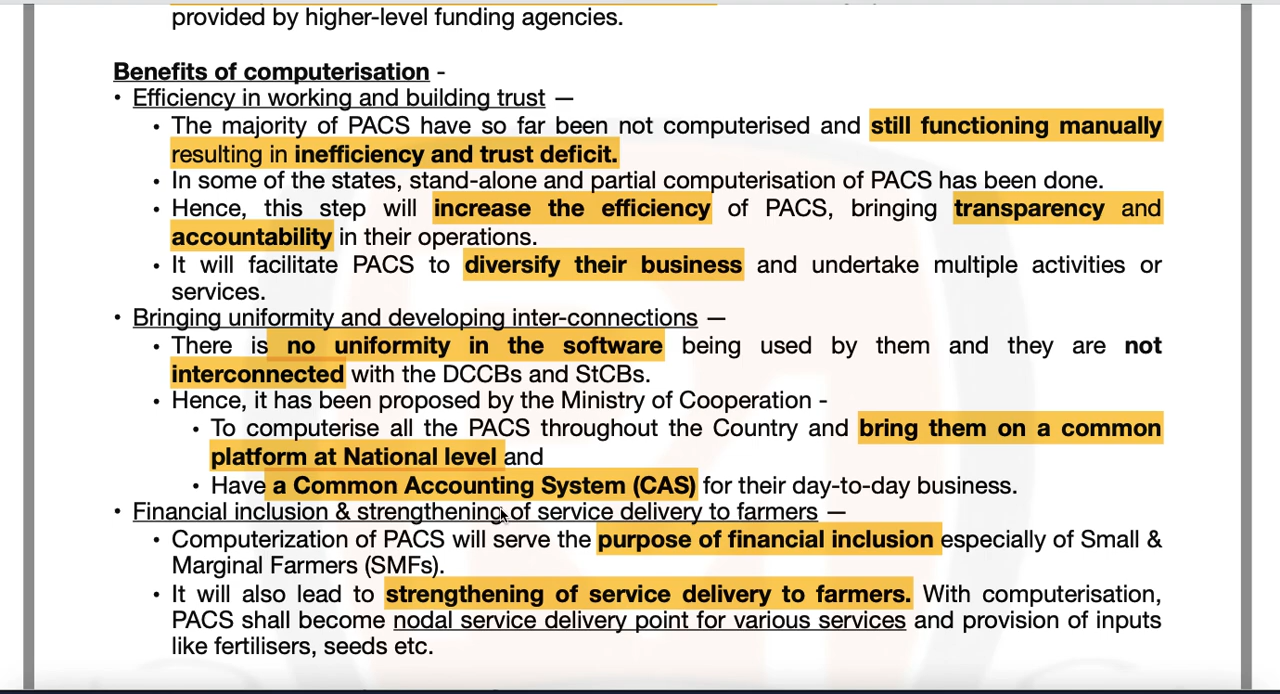 provided by higher-level funding agencies.
Benefits of computerisation -
• Efficiency in working and building trust —
• The majority of PACS have so far been not computerised and still functioning manually
resulting in inefficiency and trust deficit.
• In some of the states, stand-alone and partial computerisation of PACS has been done.
• Hence, this step will increase the efficiency of PACS, bringing transparency and
accountability in their operations.
• It will facilitate PACS to diversify their business and undertake multiple activities or
services.
• Bringing uniformity and developing inter-connections —
• There is no uniformity in the software being used by them and they are not
interconnected with the DCCBs and StCBs.
• Hence, it has been proposed by the Ministry of Cooperation -
• To computerise all the PACS throughout the Country and bring them on a common
platform at National level and
• Have a Common Accounting System (CAS) for their day-to-day business.
• Financial inclusion & strengthening of service delivery to farmers —
• Computerization of PACS will serve the purpose of financial inclusion especially of Small &
Marginal Farmers (SMFs).
• It will also lead to strengthening of service delivery to farmers. With computerisation,
PACS shall become nodal service delivery point for various services and provision of inputs
like fertilisers, seeds etc.